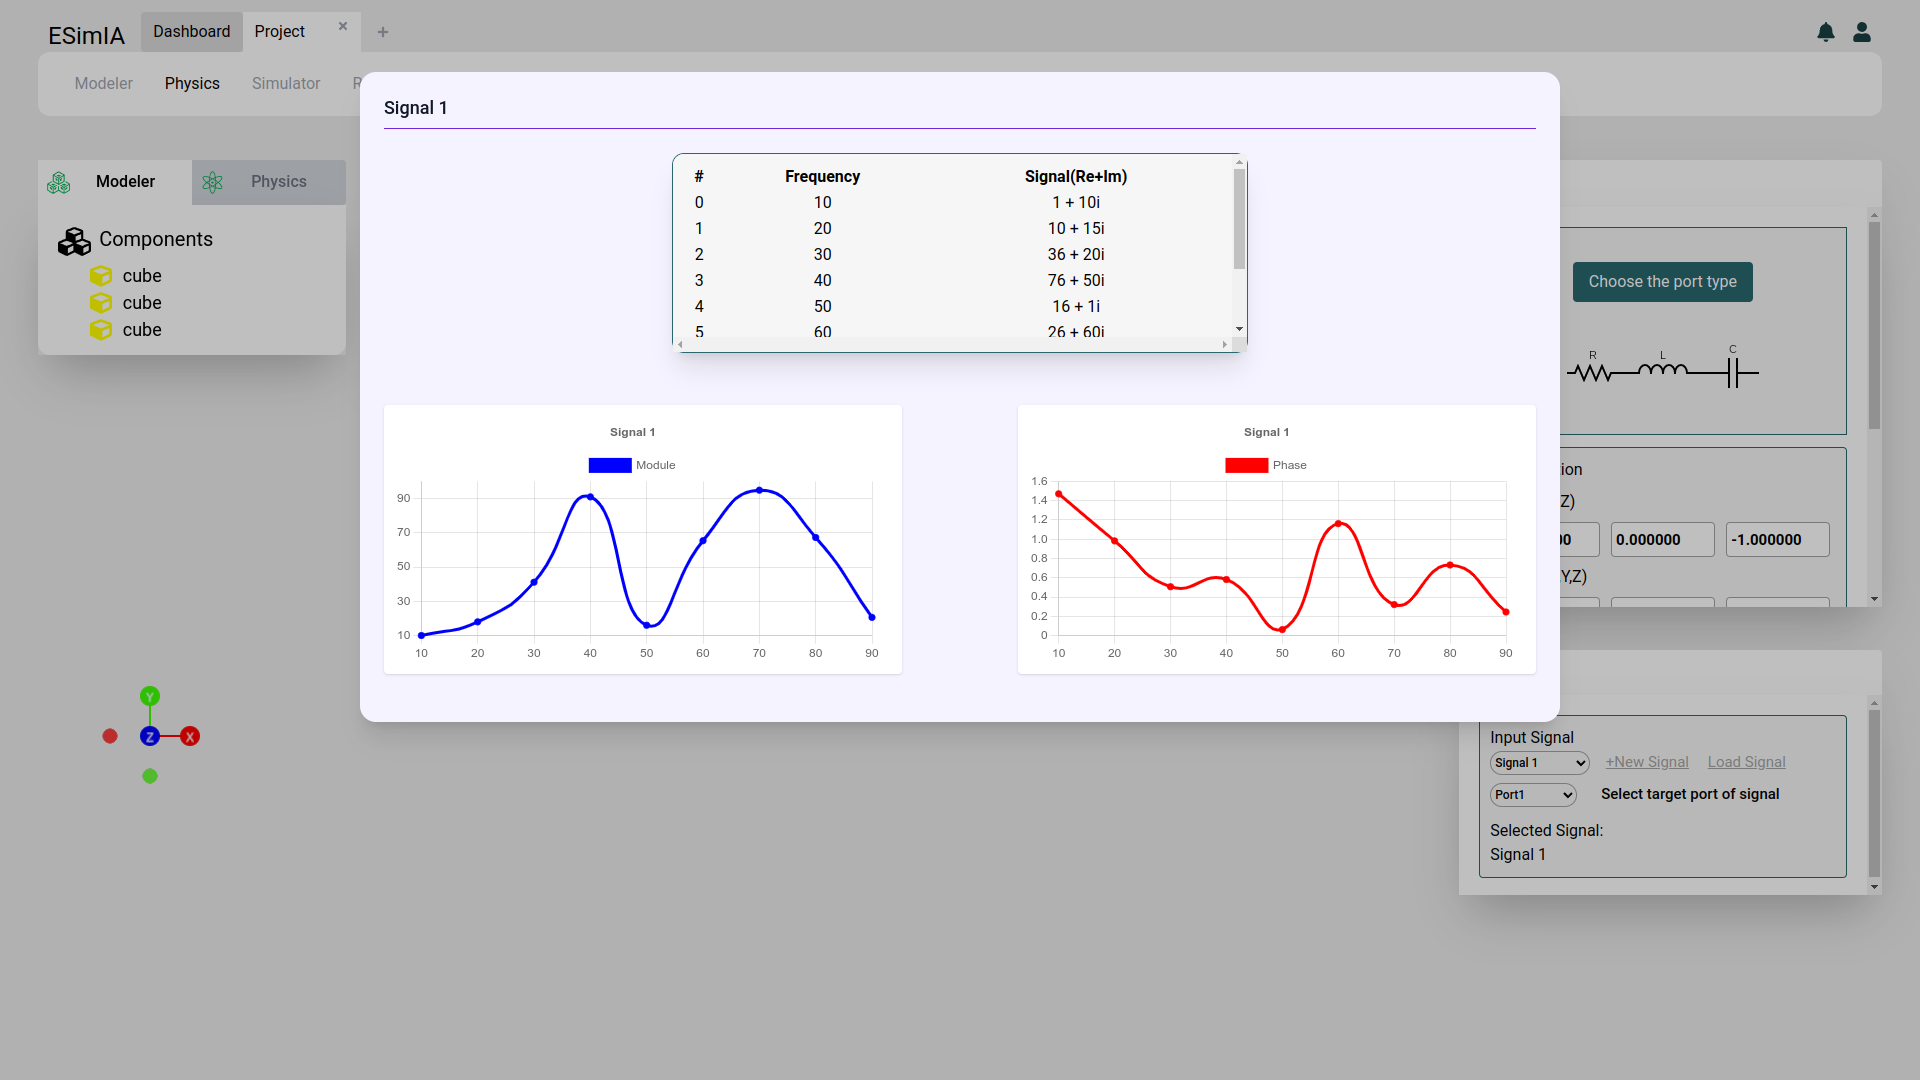 ESimIA
Dashboard
Project
×
+
Modeler
Physics
Simulator
Signal 1
Modeler
Physics
Components
cube
cube
cube
# Frequency Signal(Re+Im)
0 10 1 + 10i
1 20 10 + 15i
2 30 36 + 20i
3 40 76 + 50i
4 50 16 + 1i
5 60 26 + 60i
Signal 1
Module
90
70
50
30
10
10 20 30 40 50 60 70 80 90
Signal 1
Phase
1.6
1.4
1.2
1.0
0.8
0.6
0.4
0.2
0
10 20 30 40 50 60 70 80 90
Choose the port type
R L C
Z)
0.000000 -1.000000
Y,Z)
Y
Z
X
Input Signal
Signal 1 +New Signal Load Signal
Port1 Select target port of signal
Selected Signal:
Signal 1